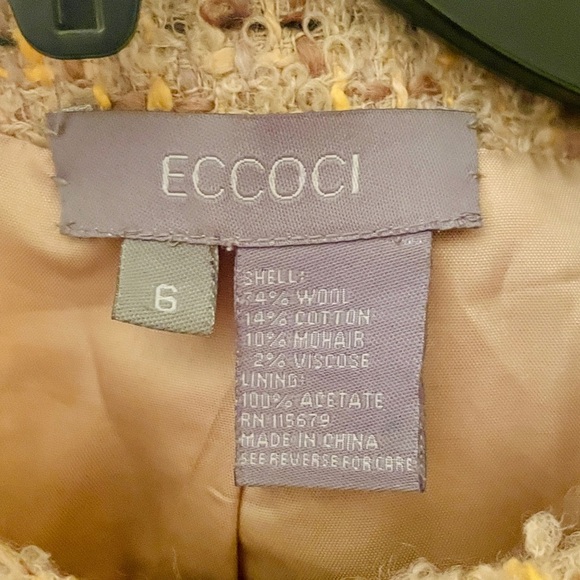 ECCOCI
6
SHELL:
74% WOOL
14% COTTON
10% MOHAIR
2% VISCOSE
LINING:
100% ACETATE
RN 115679
MADE IN CHINA
SEE REVERSE FOR CARE